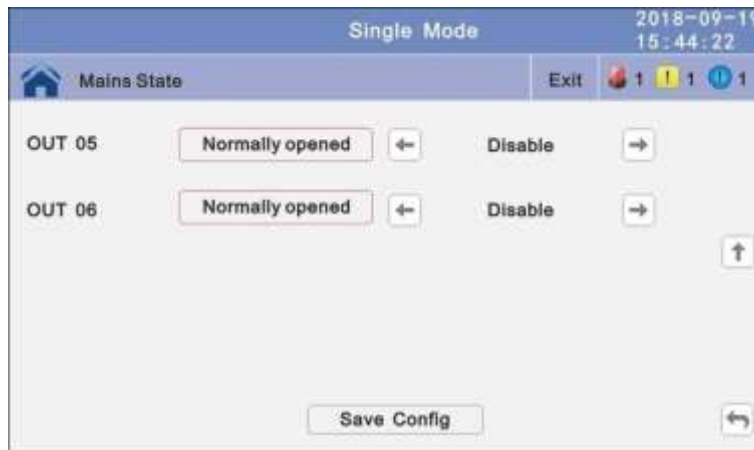 Single Mode
2018-09-19
15:44:22
Mains State Exit 1 ! 1 ! 1
OUT 05 Normally opened Disable
OUT 06 Normally opened Disable
Save Config